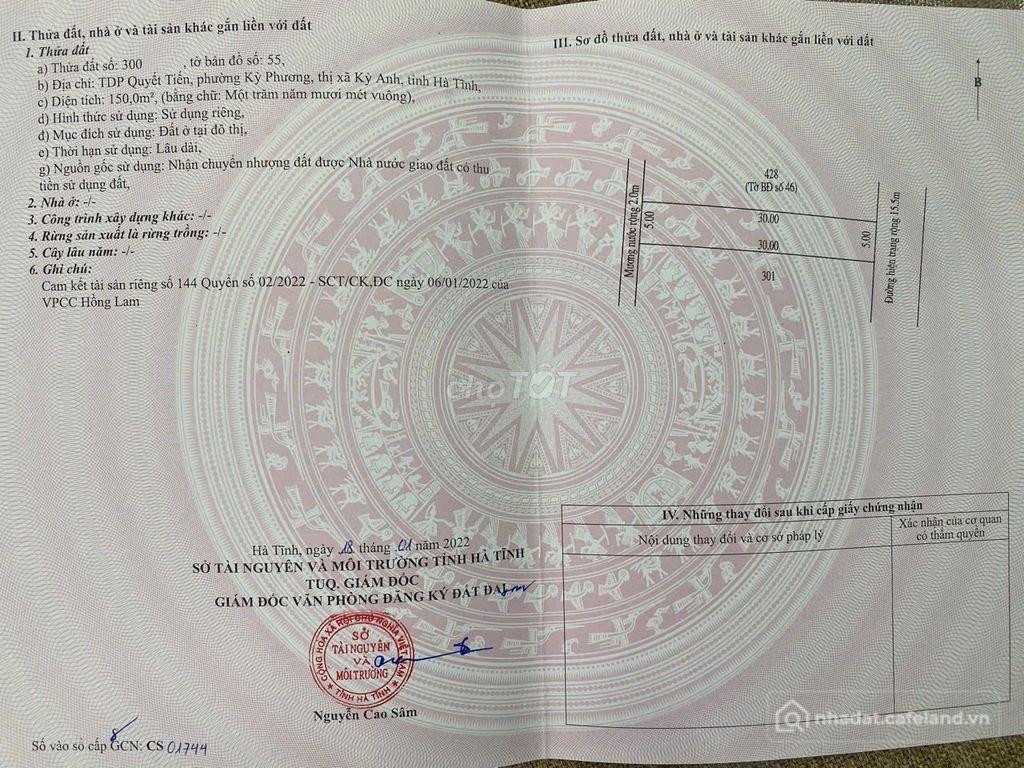 II. Thửa đất, nhà ở và tài sản khác gắn liền với đất
1. Thửa đất
a) Thửa đất số: 300 , tờ bản đồ số: 55,
b) Địa chỉ: TDP Quyết Tiến, phường Kỳ Phương, thị xã Kỳ Anh, tỉnh Hà Tĩnh,
c) Diện tích: 150,0m², (bằng chữ: Một trăm năm mươi mét vuông),
d) Hình thức sử dụng: Sử dụng riêng,
đ) Mục đích sử dụng: Đất ở tại đô thị,
e) Thời hạn sử dụng: Lâu dài,
g) Nguồn gốc sử dụng: Nhận chuyển nhượng đất được Nhà nước giao đất có thu
tiền sử dụng đất,
2. Nhà ở: -/-
3. Công trình xây dựng khác: -/-
4. Rừng sản xuất là rừng trồng: -/-
5. Cây lâu năm: -/-
6. Ghi chú:
Cam kết tài sản riêng số 144 Quyển số 02/2022 - SCT/CK,ĐC ngày 06/01/2022 của
VPCC Hồng Lam
Hà Tĩnh, ngày 18 tháng 01 năm 2022
SỞ TÀI NGUYÊN VÀ MÔI TRƯỜNG TỈNH HÀ TĨNH
TUQ. GIÁM ĐỐC
GIÁM ĐỐC VĂN PHÒNG ĐĂNG KÝ ĐẤT ĐAI
CỘNG HÒA XÃ HỘI CHỦ NGHĨA VIỆT NAM
SỞ
TÀI NGUYÊN
VÀ
MÔI TRƯỜNG
TỈNH HÀ TĨNH
Nguyễn Cao Sâm
Số vào sổ cấp GCN: CS 01744
III. Sơ đồ thửa đất, nhà ở và tài sản khác gắn liền với đất
B
428
(Tờ BĐ số 46)
Mương nước rộng 2.0m
5.00
30.00
30.00
5.00
301
Đường hiện trạng rộng 15.5m
chợTỐT
IV. Những thay đổi sau khi cấp giấy chứng nhận
Nội dung thay đổi và cơ sở pháp lý
Xác nhận của cơ quan
có thẩm quyền
nhadat.cafeland.vn